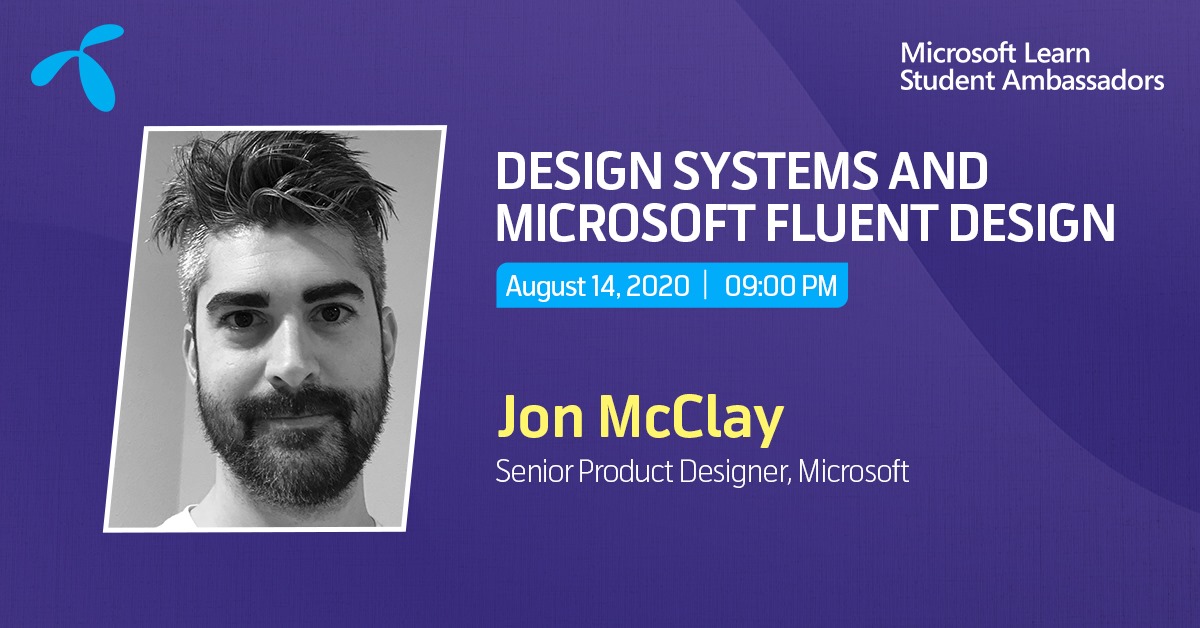 Microsoft Learn
Student Ambassadors
DESIGN SYSTEMS AND
MICROSOFT FLUENT DESIGN
August 14, 2020 | 09:00 PM
Jon McClay
Senior Product Designer, Microsoft